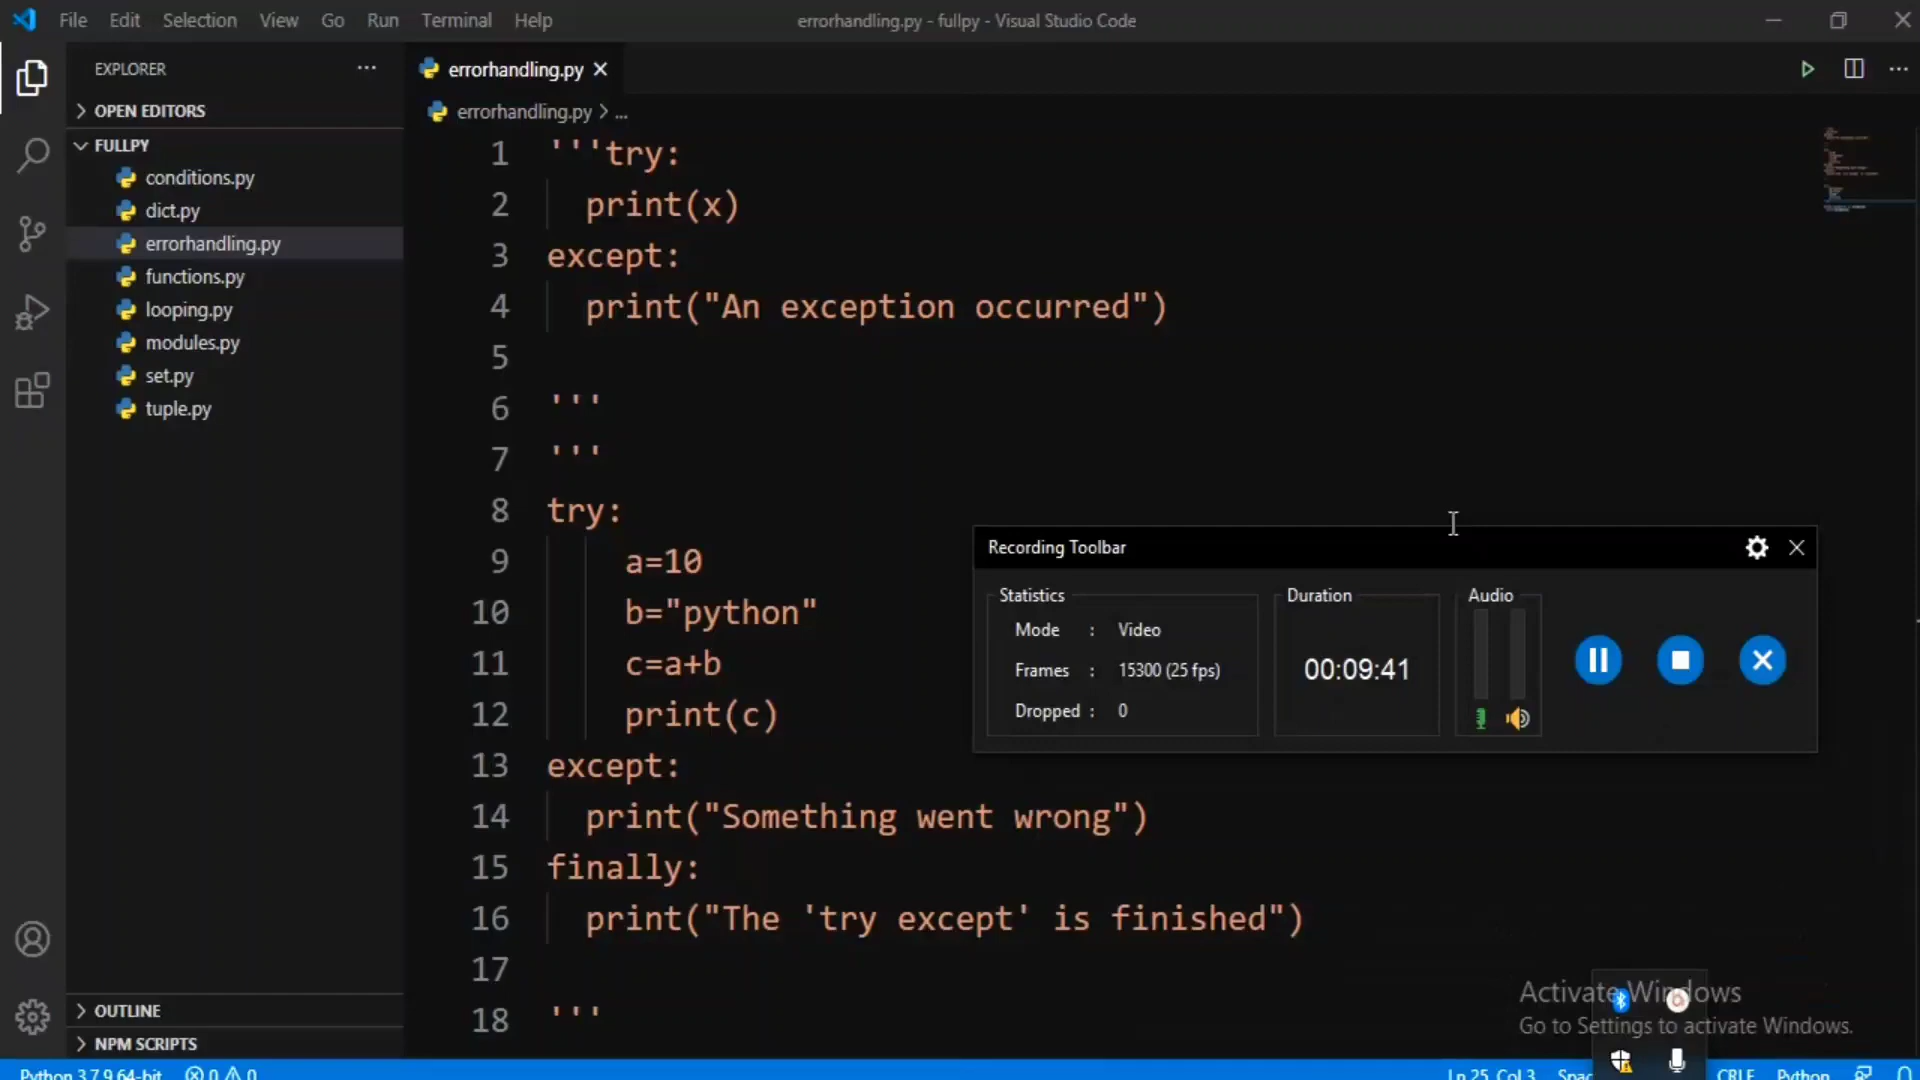 File Edit Selection View Go Run Terminal Help errorhandling.py - fullpy - Visual Studio Code
EXPLORER
OPEN EDITORS
FULLPY
conditions.py
dict.py
errorhandling.py
functions.py
looping.py
modules.py
set.py
tuple.py
OUTLINE
NPM SCRIPTS
errorhandling.py
errorhandling.py > ...
1 '''try:
2 print(x)
3 except:
4 print("An exception occurred")
5
6 '''
7 '''
8 try:
9 a=10
10 b="python"
11 c=a+b
12 print(c)
13 except:
14 print("Something went wrong")
15 finally:
16 print("The 'try except' is finished")
17
18 '''
Recording Toolbar
Statistics
Mode : Video
Frames : 15300 (25 fps)
Dropped : 0
Duration
00:09:41
Audio
Activate Windows
Go to Settings to activate Windows.
Python 3.7.9 64-bit 0 0 Ln 25, Col 3 CRLF Python